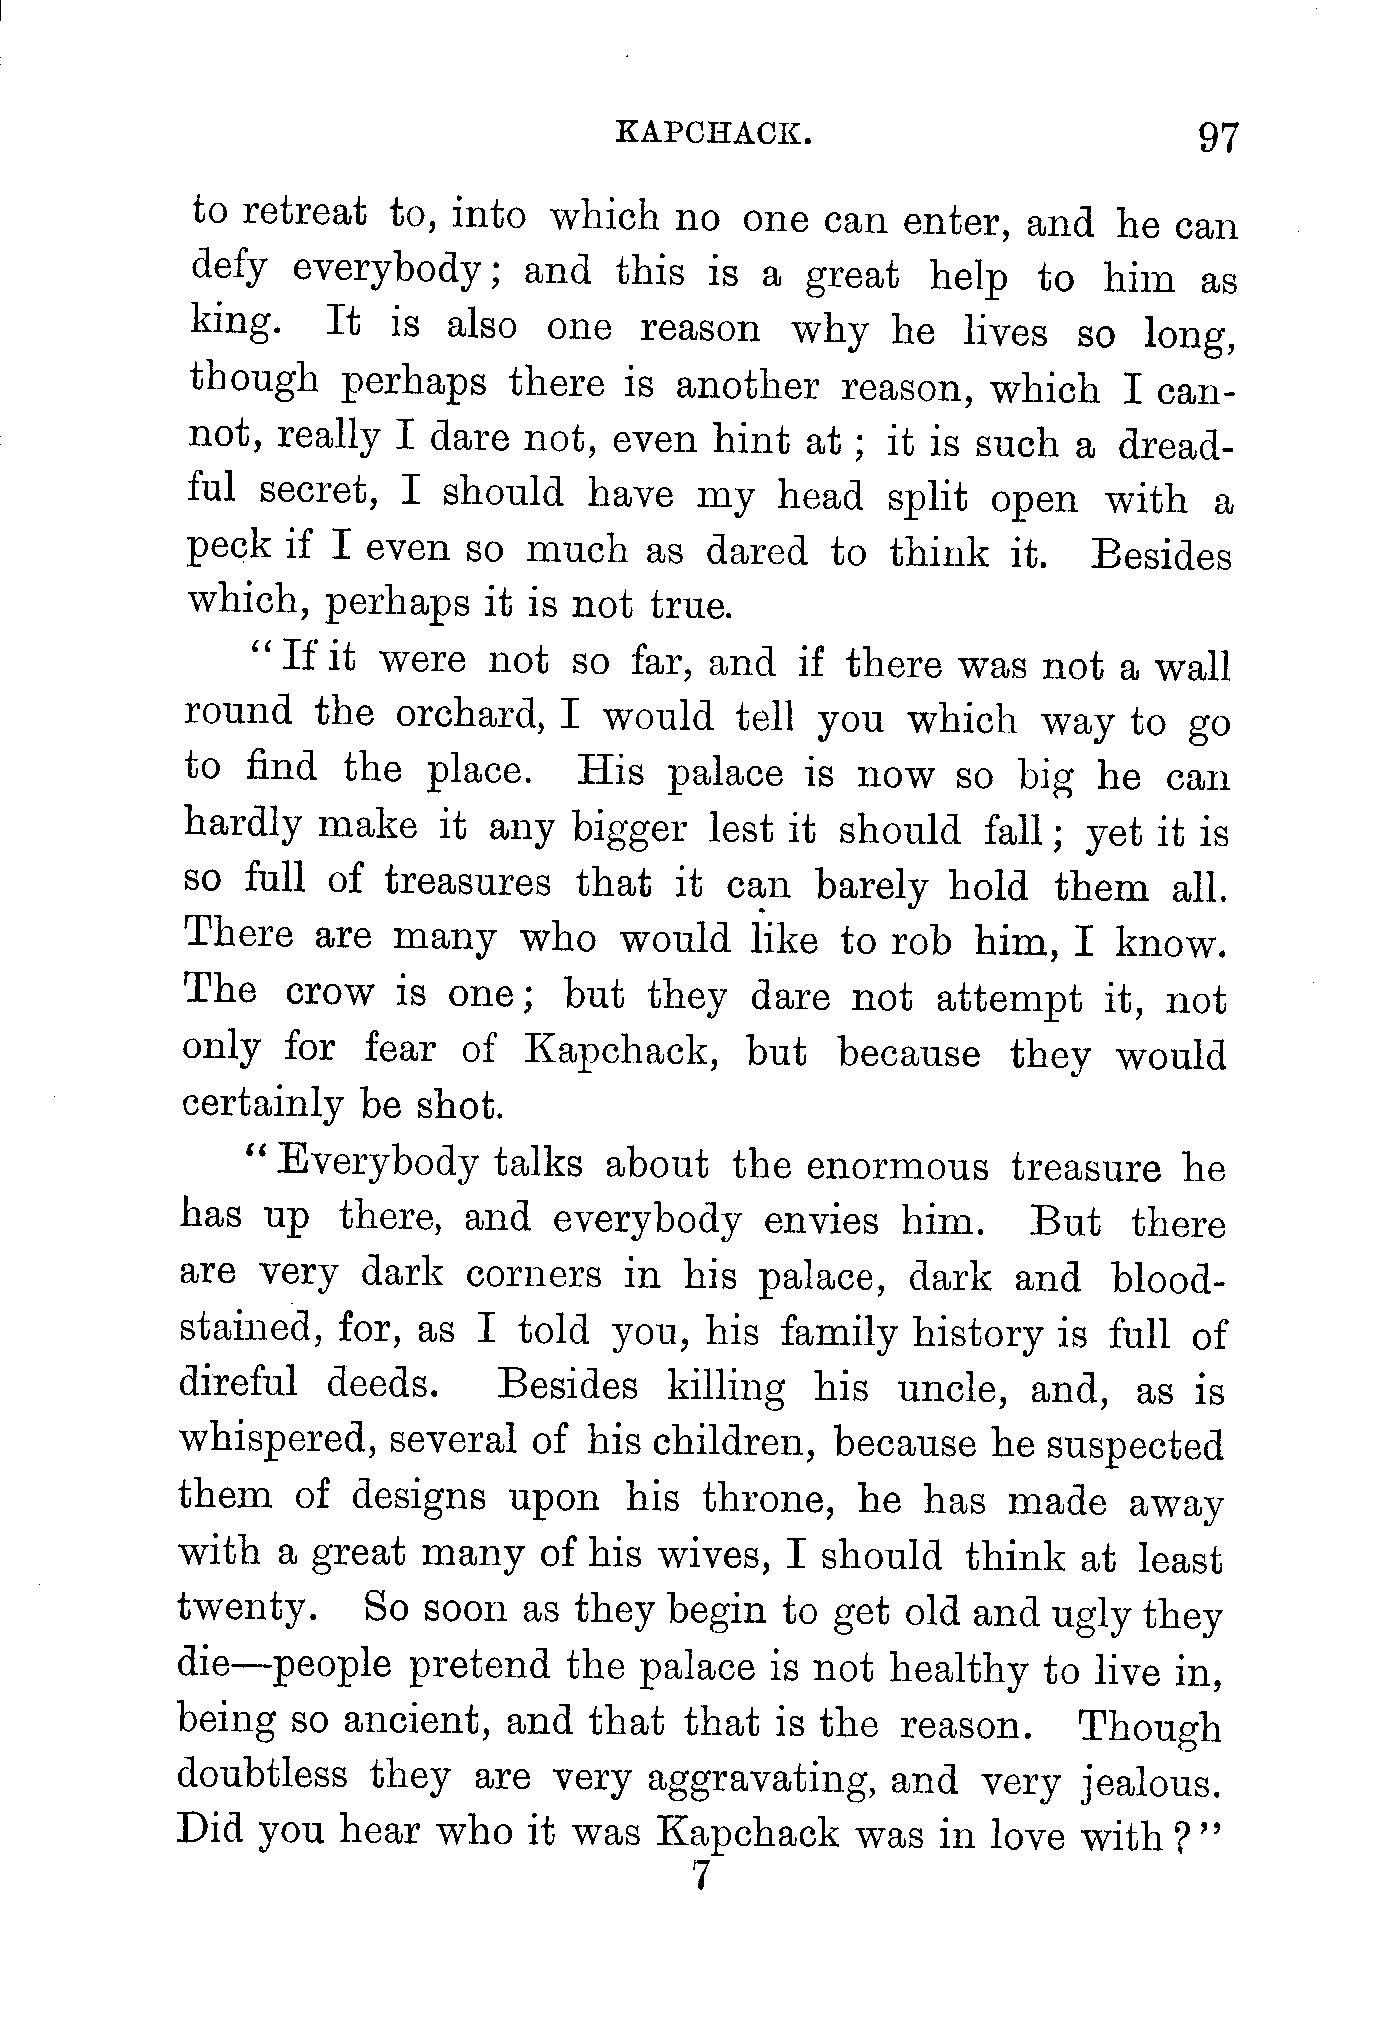 KAPCHACK. 97
to retreat to, into which no one can enter, and he can
defy everybody; and this is a great help to him as
king. It is also one reason why he lives so long,
though perhaps there is another reason, which I can-
not, really I dare not, even hint at ; it is such a dread-
ful secret, I should have my head split open with a
peck if I even so much as dared to think it. Besides
which, perhaps it is not true.
“ If it were not so far, and if there was not a wall
round the orchard, I would tell you which way to go
to find the place. His palace is now so big he can
hardly make it any bigger lest it should fall ; yet it is
so full of treasures that it can barely hold them all.
There are many who would like to rob him, I know.
The crow is one ; but they dare not attempt it, not
only for fear of Kapchack, but because they would
certainly be shot.
“ Everybody talks about the enormous treasure he
has up there, and everybody envies him. But there
are very dark corners in his palace, dark and blood-
stained, for, as I told you, his family history is full of
direful deeds. Besides killing his uncle, and, as is
whispered, several of his children, because he suspected
them of designs upon his throne, he has made away
with a great many of his wives, I should think at least
twenty. So soon as they begin to get old and ugly they
die—people pretend the palace is not healthy to live in,
being so ancient, and that that is the reason. Though
doubtless they are very aggravating, and very jealous.
Did you hear who it was Kapchack was in love with ? ”
7